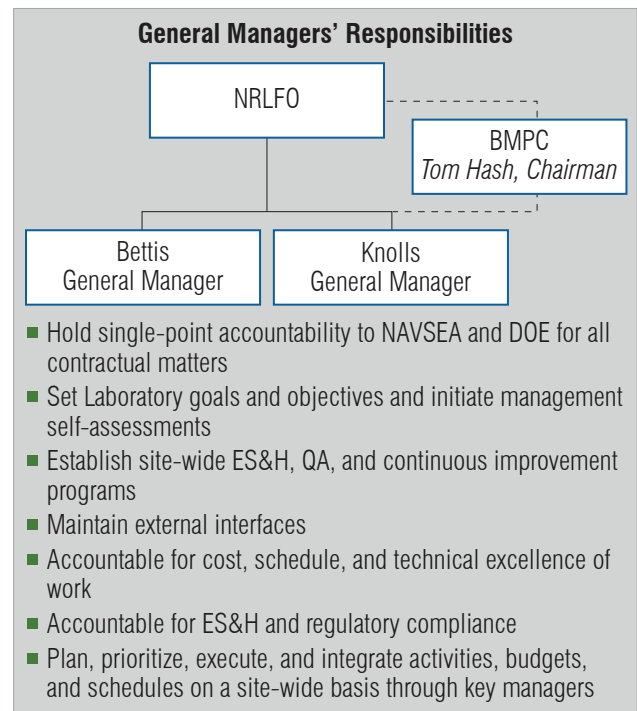 General Managers’ Responsibilities
NRLFO
BMPC
Tom Hash, Chairman
Bettis
General Manager
Knolls
General Manager
■ Hold single-point accountability to NAVSEA and DOE for all
contractual matters
■ Set Laboratory goals and objectives and initiate management
self-assessments
■ Establish site-wide ES&H, QA, and continuous improvement
programs
■ Maintain external interfaces
■ Accountable for cost, schedule, and technical excellence of
work
■ Accountable for ES&H and regulatory compliance
■ Plan, prioritize, execute, and integrate activities, budgets,
and schedules on a site-wide basis through key managers